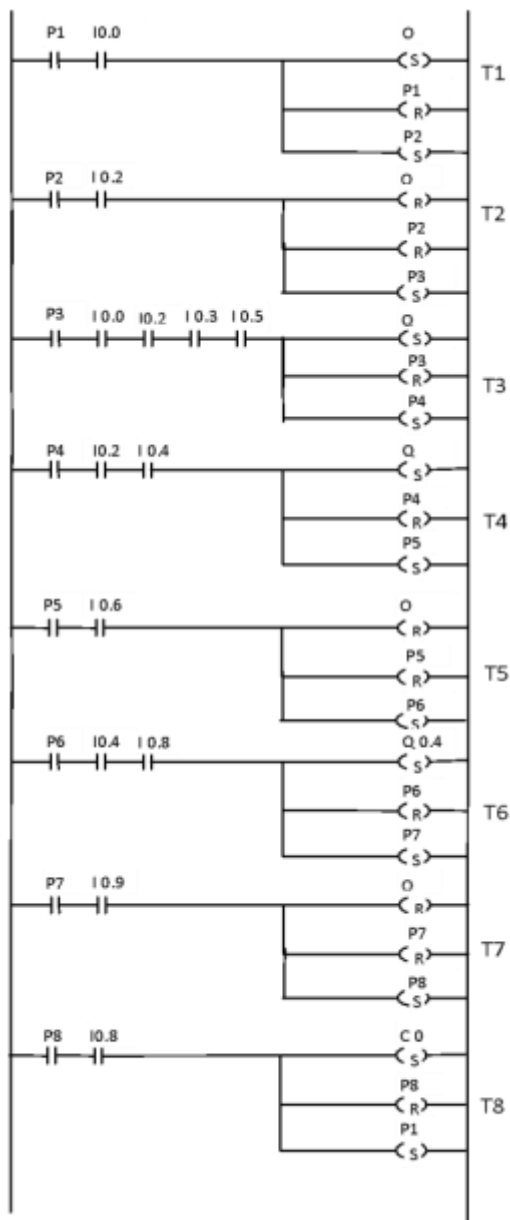 P1 I0.0 O
S
T1
P1
R
P2
S
P2 I 0.2 O
R
T2
P2
R
P3
S
P3 I 0.0 I0.2 I 0.3 I 0.5 Q
S
P3
R
T3
P4
S
P4 I0.2 I 0.4 Q
S
P4
R
T4
P5
S
P5 I 0.6 O
R
P5
R
T5
P6
S
P6 I0.4 I 0.8 Q 0.4
S
P6
R
T6
P7
S
P7 I 0.9 O
R
P7
R
T7
P8
S
P8 I0.8 C 0
S
P8
R
T8
P1
S